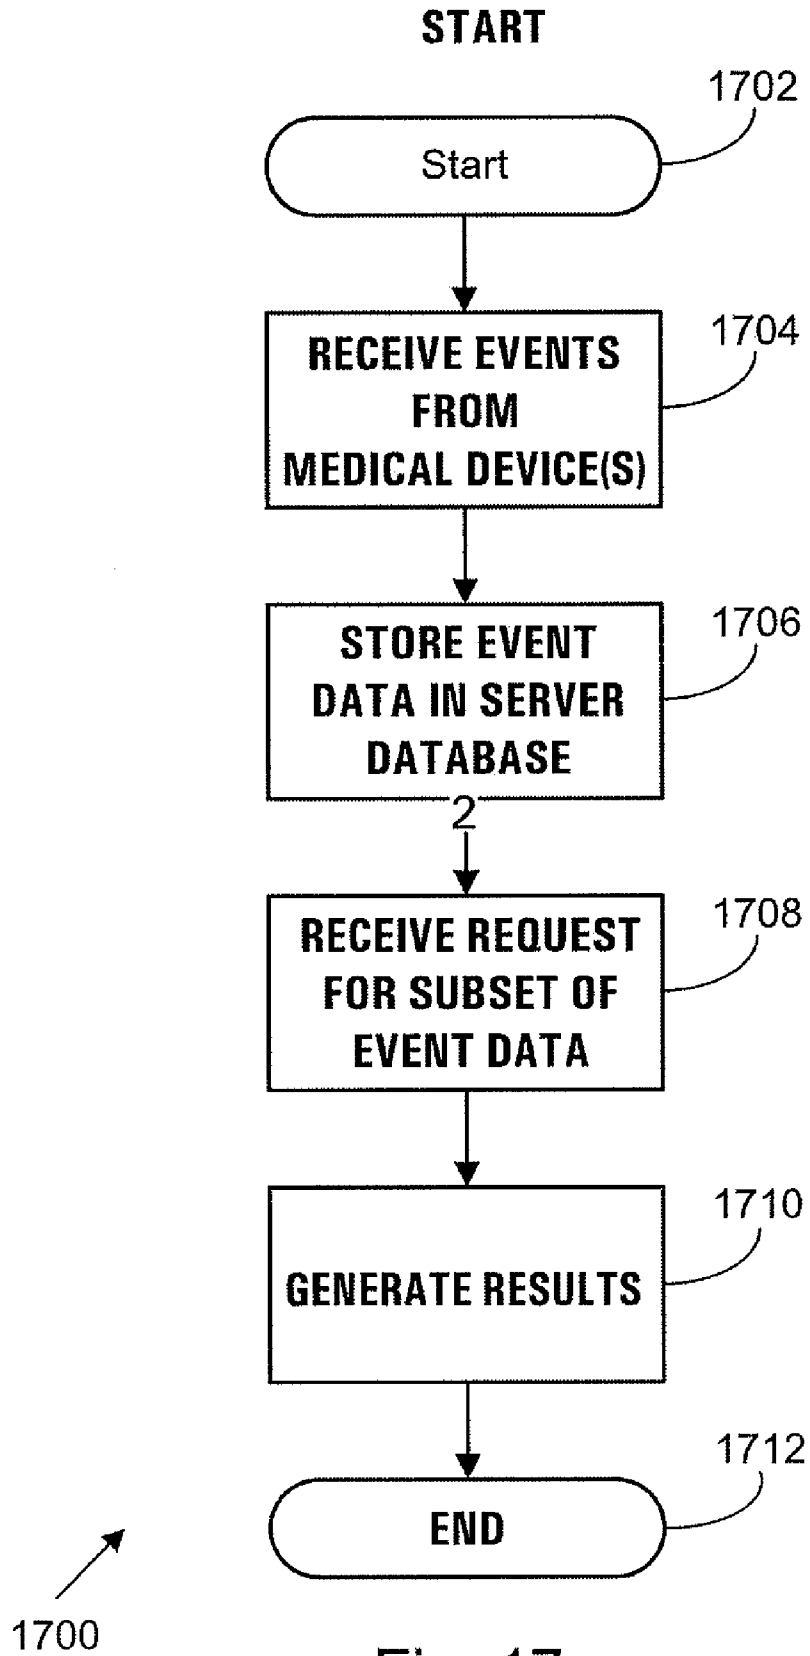 START
1702
Start
1704
RECEIVE EVENTS
FROM
MEDICAL DEVICE(S)
1706
STORE EVENT
DATA IN SERVER
DATABASE
2
1708
RECEIVE REQUEST
FOR SUBSET OF
EVENT DATA
1710
GENERATE RESULTS
1712
END
1700